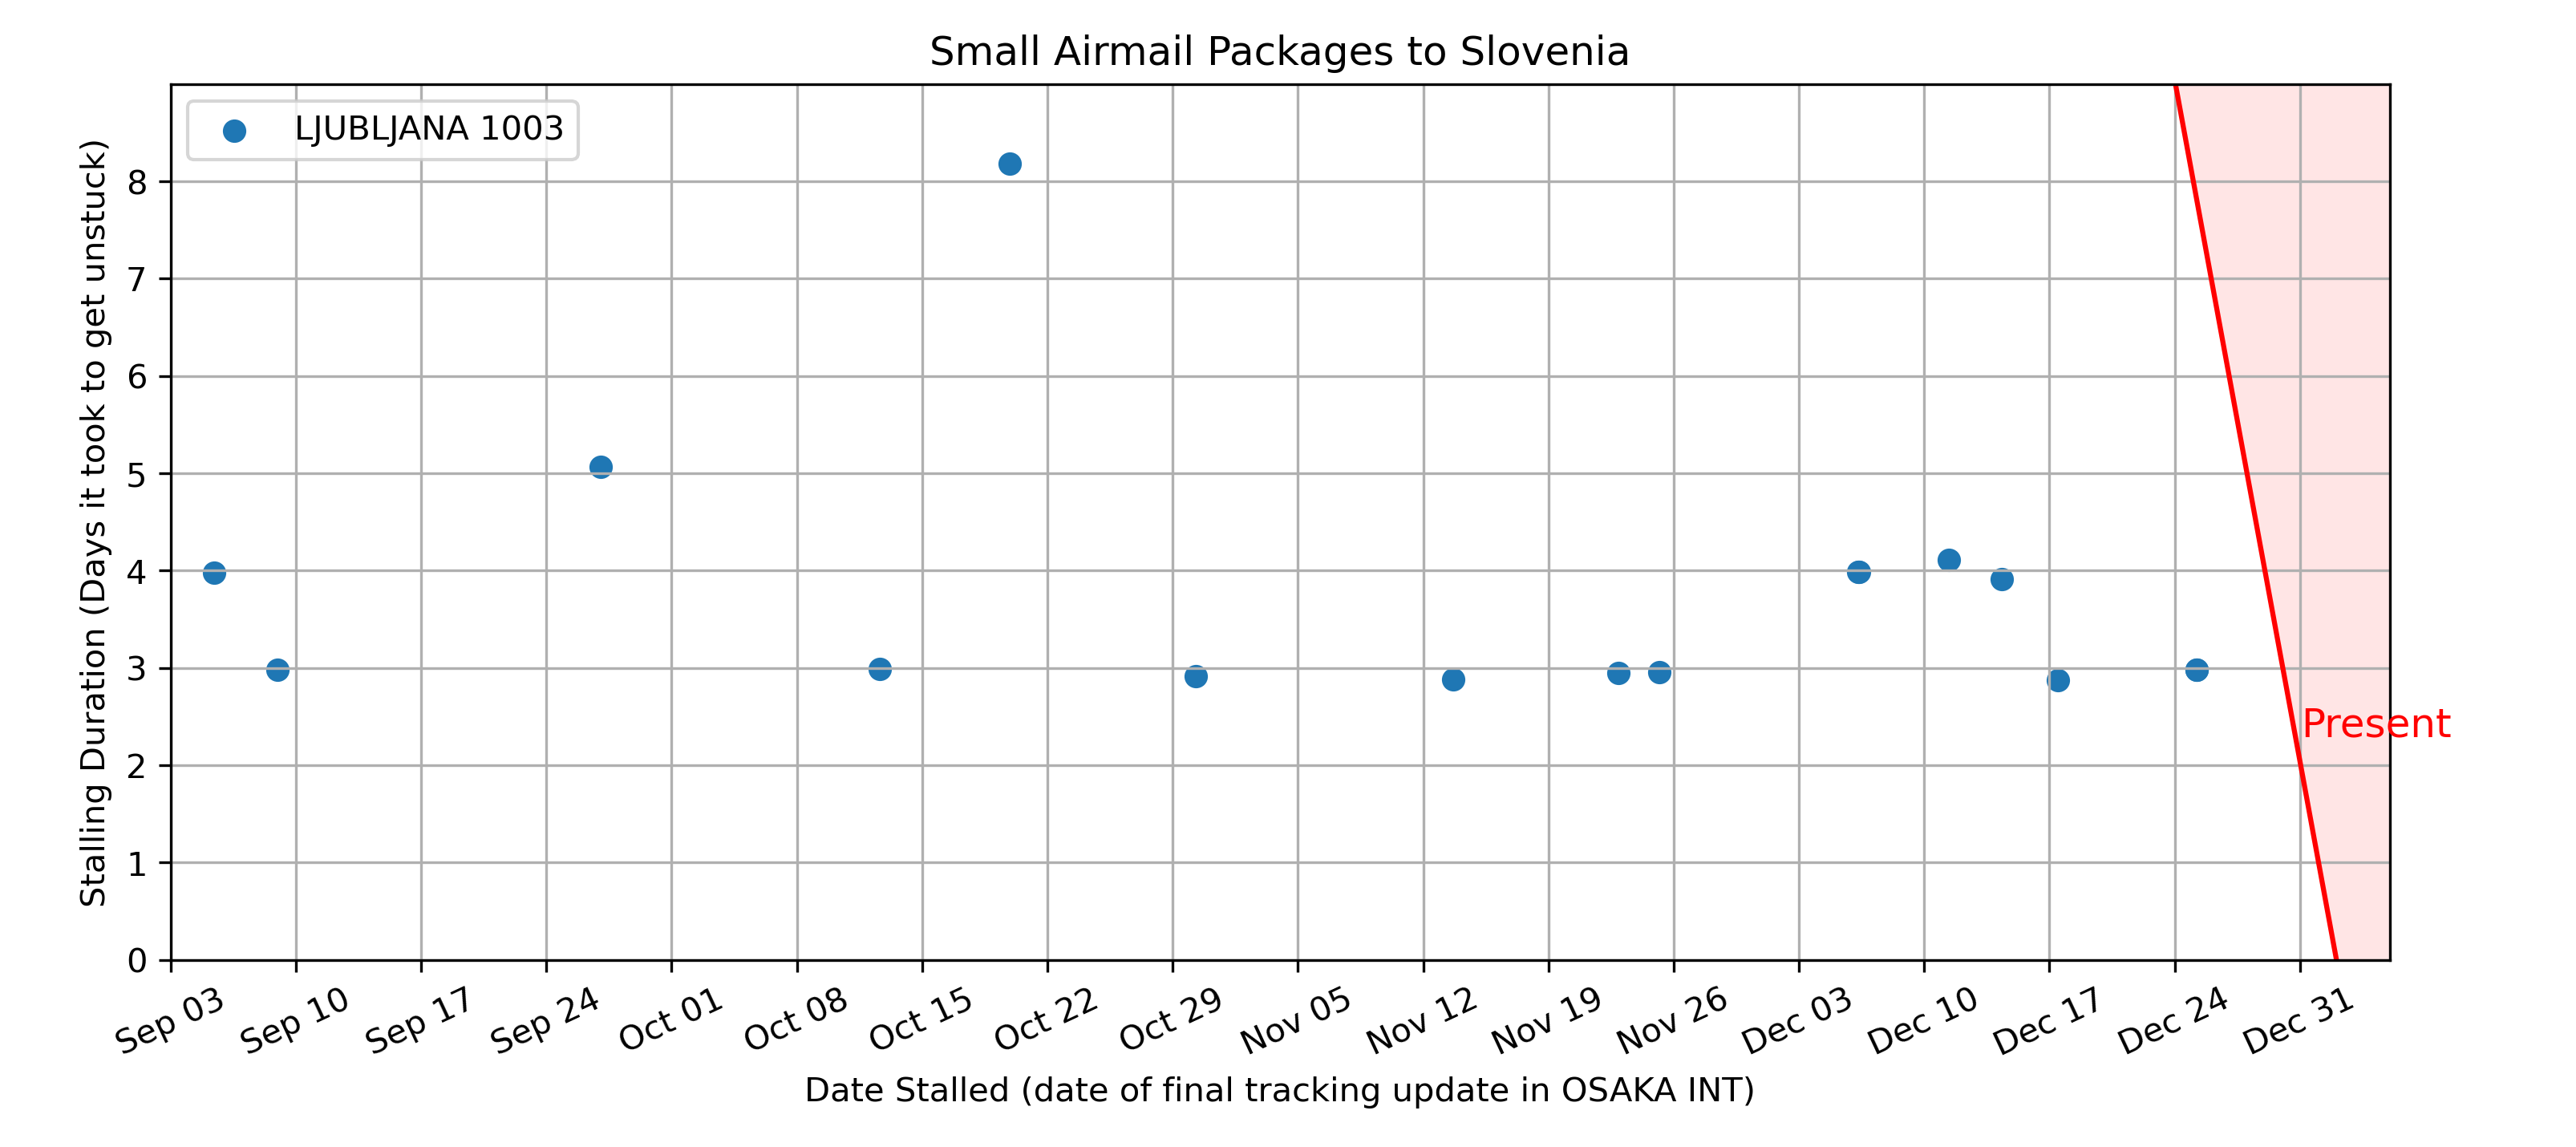 Small Airmail Packages to Slovenia
LJUBLJANA 1003
Stalling Duration (Days it took to get unstuck)
8
7
6
5
4
3
2
1
0
Present
Sep 03 Sep 10 Sep 17 Sep 24 Oct 01 Oct 08 Oct 15 Oct 22 Oct 29 Nov 05 Nov 12 Nov 19 Nov 26 Dec 03 Dec 10 Dec 17 Dec 24 Dec 31
Date Stalled (date of final tracking update in OSAKA INT)